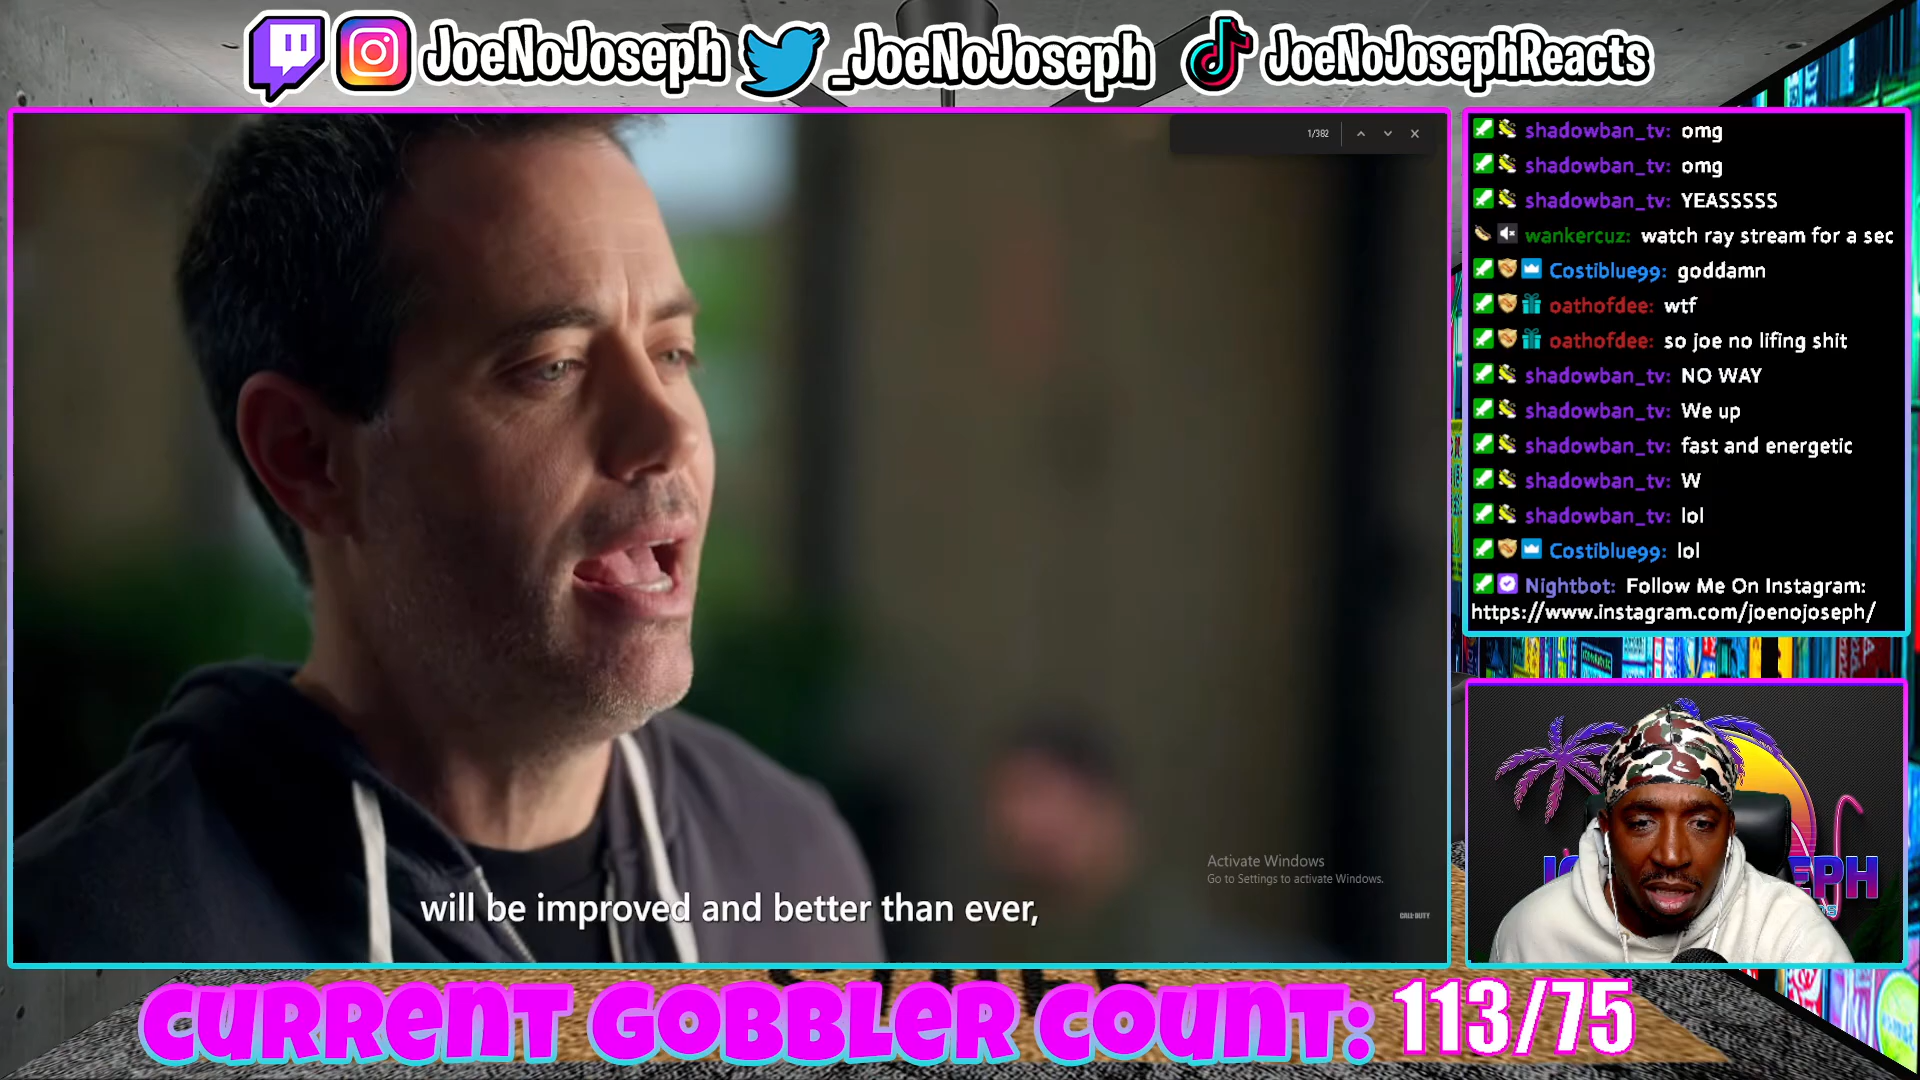 JoeNoJoseph
_JoeNoJoseph
JoeNoJosephReacts
1/382
shadowban_tv: omg
shadowban_tv: omg
shadowban_tv: YEASSSSS
wankercuz: watch ray stream for a sec
Costiblue99: goddamn
oathofdee: wtf
oathofdee: so joe no lifing shit
shadowban_tv: NO WAY
shadowban_tv: We up
shadowban_tv: fast and energetic
shadowban_tv: W
shadowban_tv: lol
Costiblue99: lol
Nightbot: Follow Me On Instagram:
https://www.instagram.com/joenojoseph/
Activate Windows
Go to Settings to activate Windows.
CALL OF DUTY
will be improved and better than ever,
CURRENT GOBBLER COUNT: 113/75